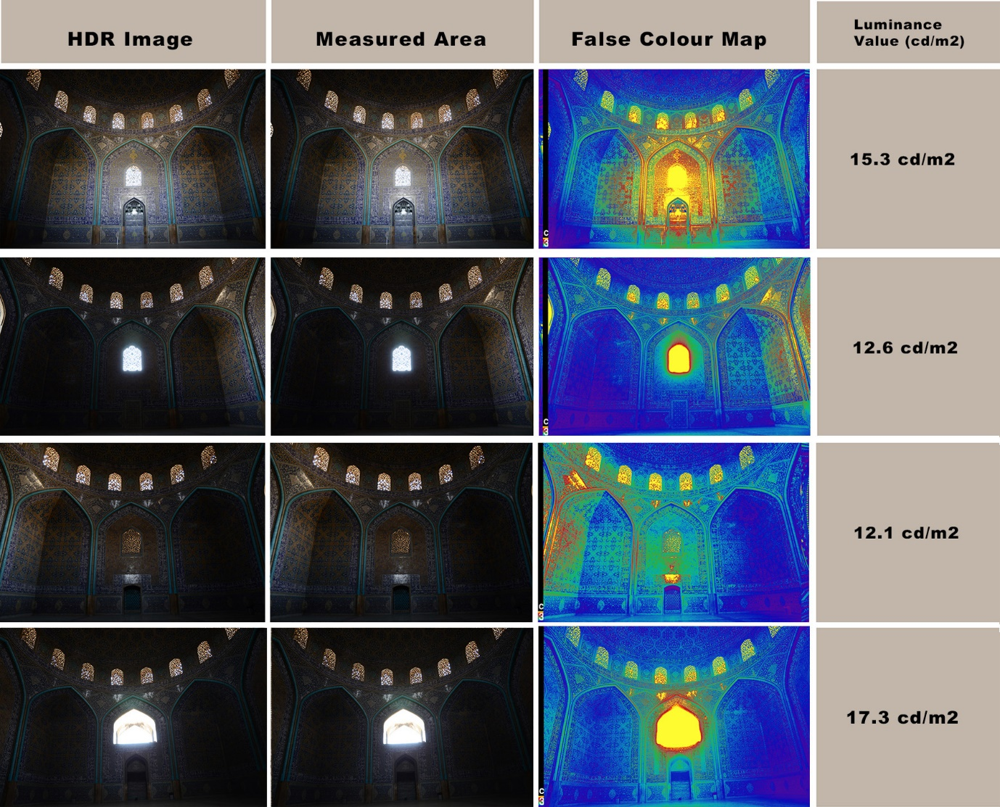 HDR Image
Measured Area
False Colour Map
Luminance
Value (cd/m2)
15.3 cd/m2
12.6 cd/m2
12.1 cd/m2
17.3 cd/m2